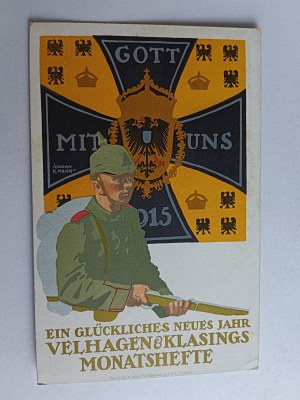 GOTT
MIT UNS
1915
EIN GLÜCKLICHES NEUES JAHR
VELHAGEN & KLASINGS
MONATSHEFTE